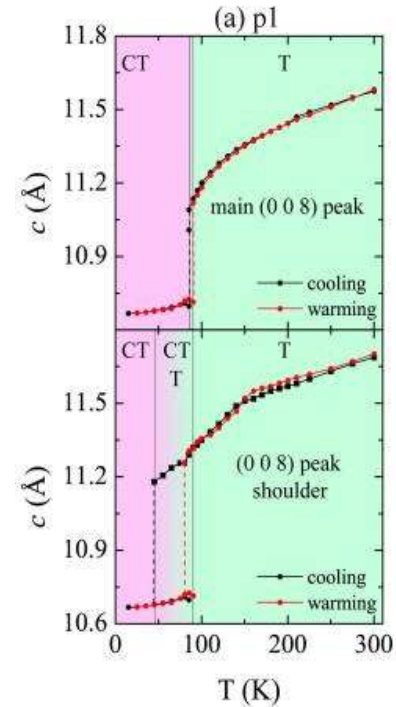 (a) p1
11.8
CT T
11.5
11.2
main (0 0 8) peak
10.9
cooling
warming
c (Å)
CT CT T
T
11.5
11.2
(0 0 8) peak
shoulder
10.9
cooling
warming
10.6
c (Å)
0 100 200 300
T (K)